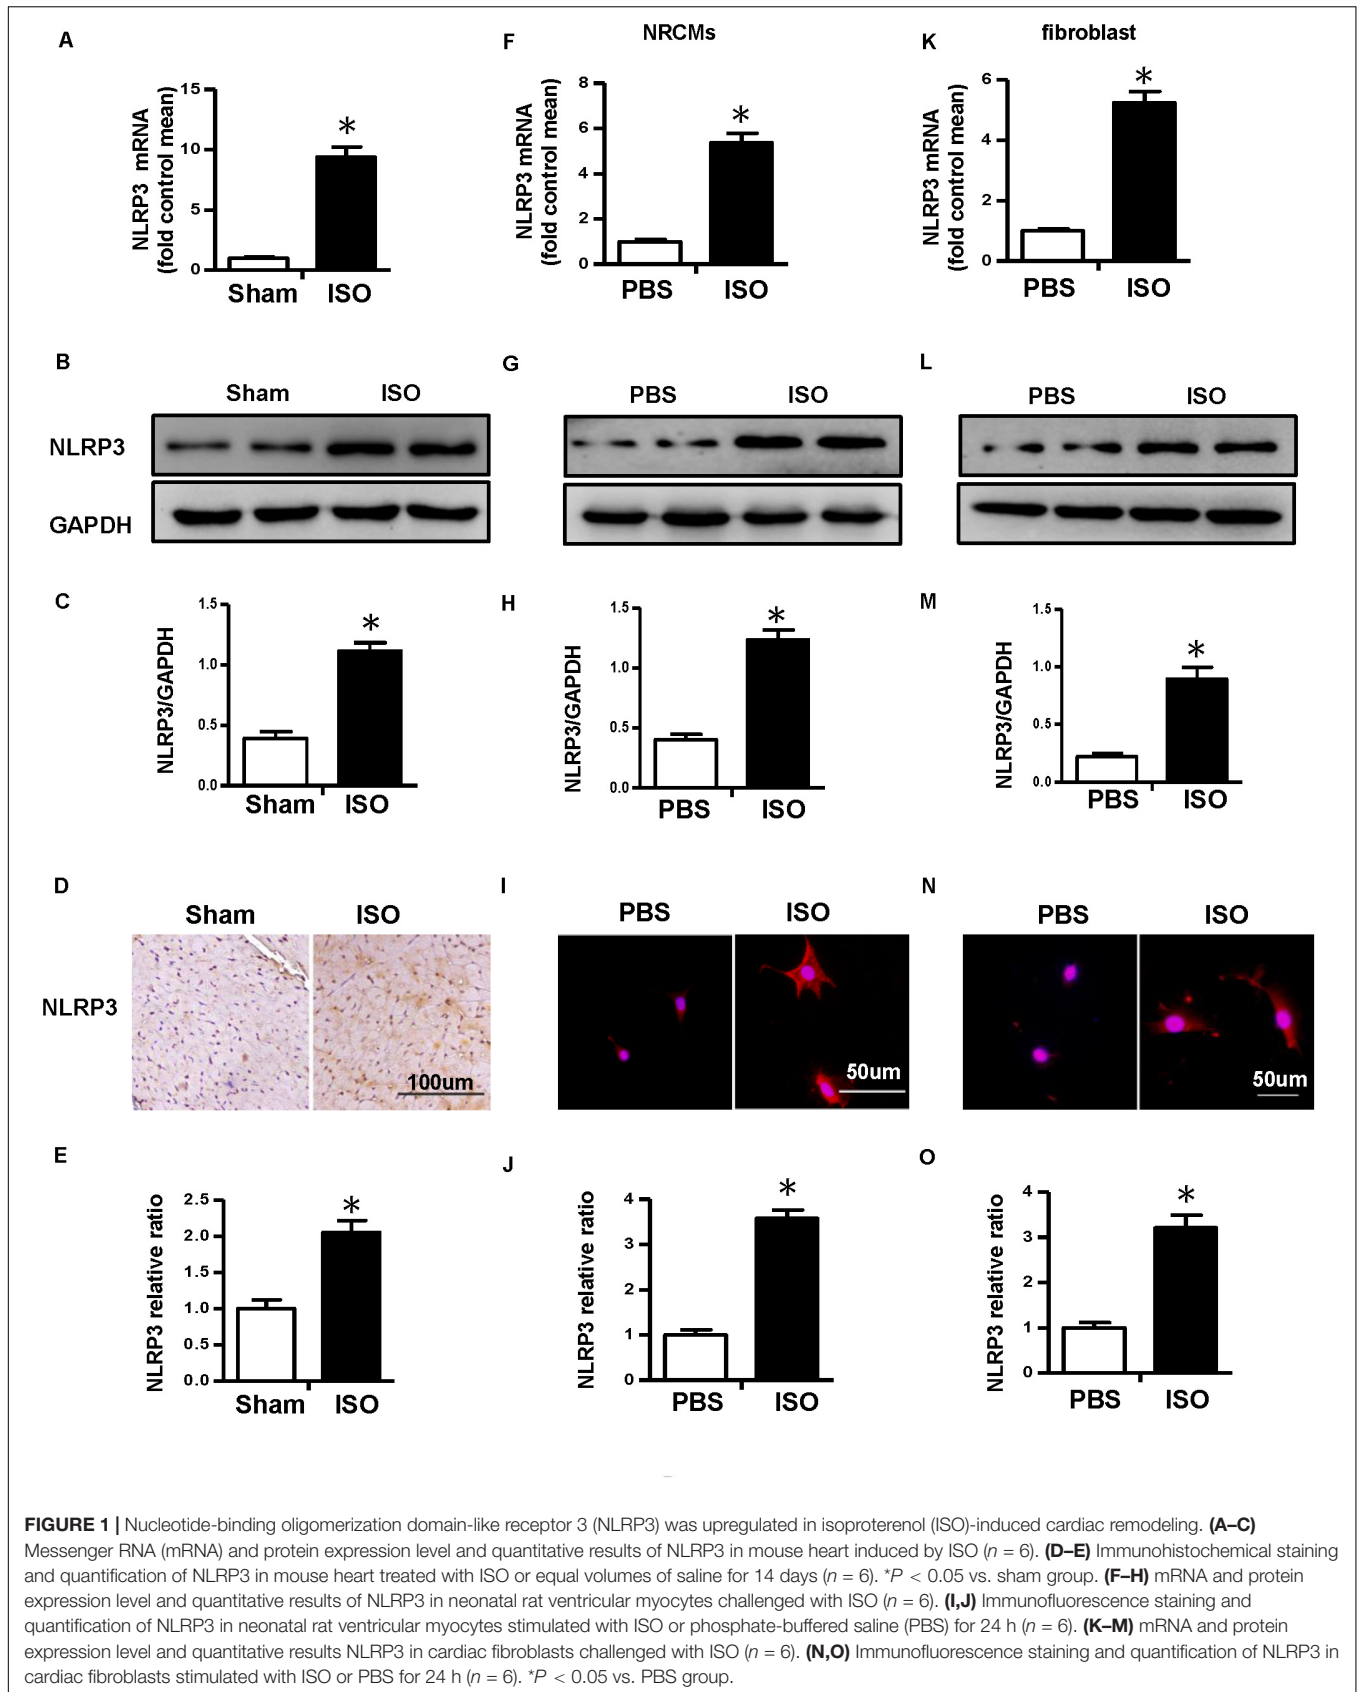 A
NLRP3 mRNA
(fold control mean)
15
10
5
0
*
Sham ISO
F
NRCMs
NLRP3 mRNA
(fold control mean)
8
6
4
2
0
*
PBS ISO
K
fibroblast
NLRP3 mRNA
(fold control mean)
6
4
2
0
*
PBS ISO
B
Sham ISO
NLRP3
GAPDH
G
PBS ISO
L
PBS ISO
C
NLRP3/GAPDH
1.5
1.0
0.5
0.0
*
Sham ISO
H
NLRP3/GAPDH
1.5
1.0
0.5
0.0
*
PBS ISO
M
NLRP3/GAPDH
1.5
1.0
0.5
0.0
*
PBS ISO
D
Sham ISO
NLRP3
100um
I
PBS ISO
50um
N
PBS ISO
50um
E
NLRP3 relative ratio
2.5
2.0
1.5
1.0
0.5
0.0
*
Sham ISO
J
NLRP3 relative ratio
4
3
2
1
0
*
PBS ISO
O
NLRP3 relative ratio
4
3
2
1
0
*
PBS ISO
FIGURE 1 | Nucleotide-binding oligomerization domain-like receptor 3 (NLRP3) was upregulated in isoproterenol (ISO)-induced cardiac remodeling. (A–C)
Messenger RNA (mRNA) and protein expression level and quantitative results of NLRP3 in mouse heart induced by ISO (n = 6). (D–E) Immunohistochemical staining
and quantification of NLRP3 in mouse heart treated with ISO or equal volumes of saline for 14 days (n = 6). *P < 0.05 vs. sham group. (F–H) mRNA and protein
expression level and quantitative results of NLRP3 in neonatal rat ventricular myocytes challenged with ISO (n = 6). (I,J) Immunofluorescence staining and
quantification of NLRP3 in neonatal rat ventricular myocytes stimulated with ISO or phosphate-buffered saline (PBS) for 24 h (n = 6). (K–M) mRNA and protein
expression level and quantitative results NLRP3 in cardiac fibroblasts challenged with ISO (n = 6). (N,O) Immunofluorescence staining and quantification of NLRP3 in
cardiac fibroblasts stimulated with ISO or PBS for 24 h (n = 6). *P < 0.05 vs. PBS group.